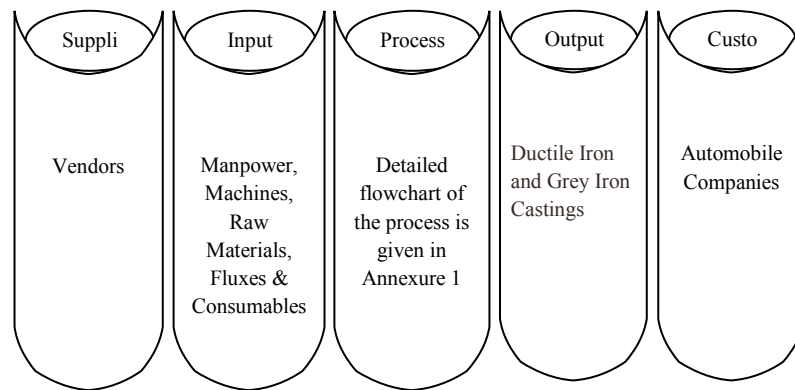 Suppli
Input
Process
Output
Custo
Vendors
Manpower,
Machines,
Raw
Materials,
Fluxes &
Consumables
Detailed
flowchart of
the process is
given in
Annexure 1
Ductile Iron
and Grey Iron
Castings
Automobile
Companies